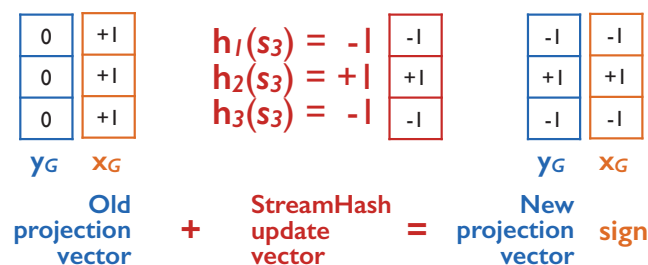 0 +1 h1(s3) = -1 -1 -1 -1
0 +1 h2(s3) = +1 +1 +1 +1
0 +1 h3(s3) = -1 -1 -1 -1
yG xG yG xG
Old projection vector + StreamHash update vector = New projection vector sign